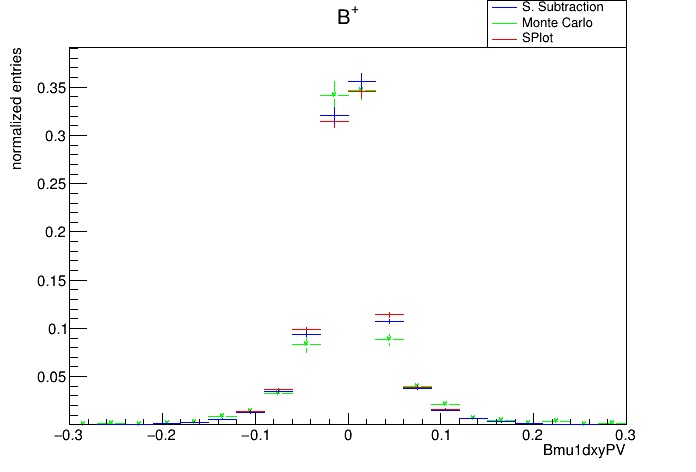 B+
S. Subtraction
Monte Carlo
SPlot
normalized entries
0.35
0.3
0.25
0.2
0.15
0.1
0.05
−0.3 −0.2 −0.1 0 0.1 0.2 0.3
Bmu1dxyPV